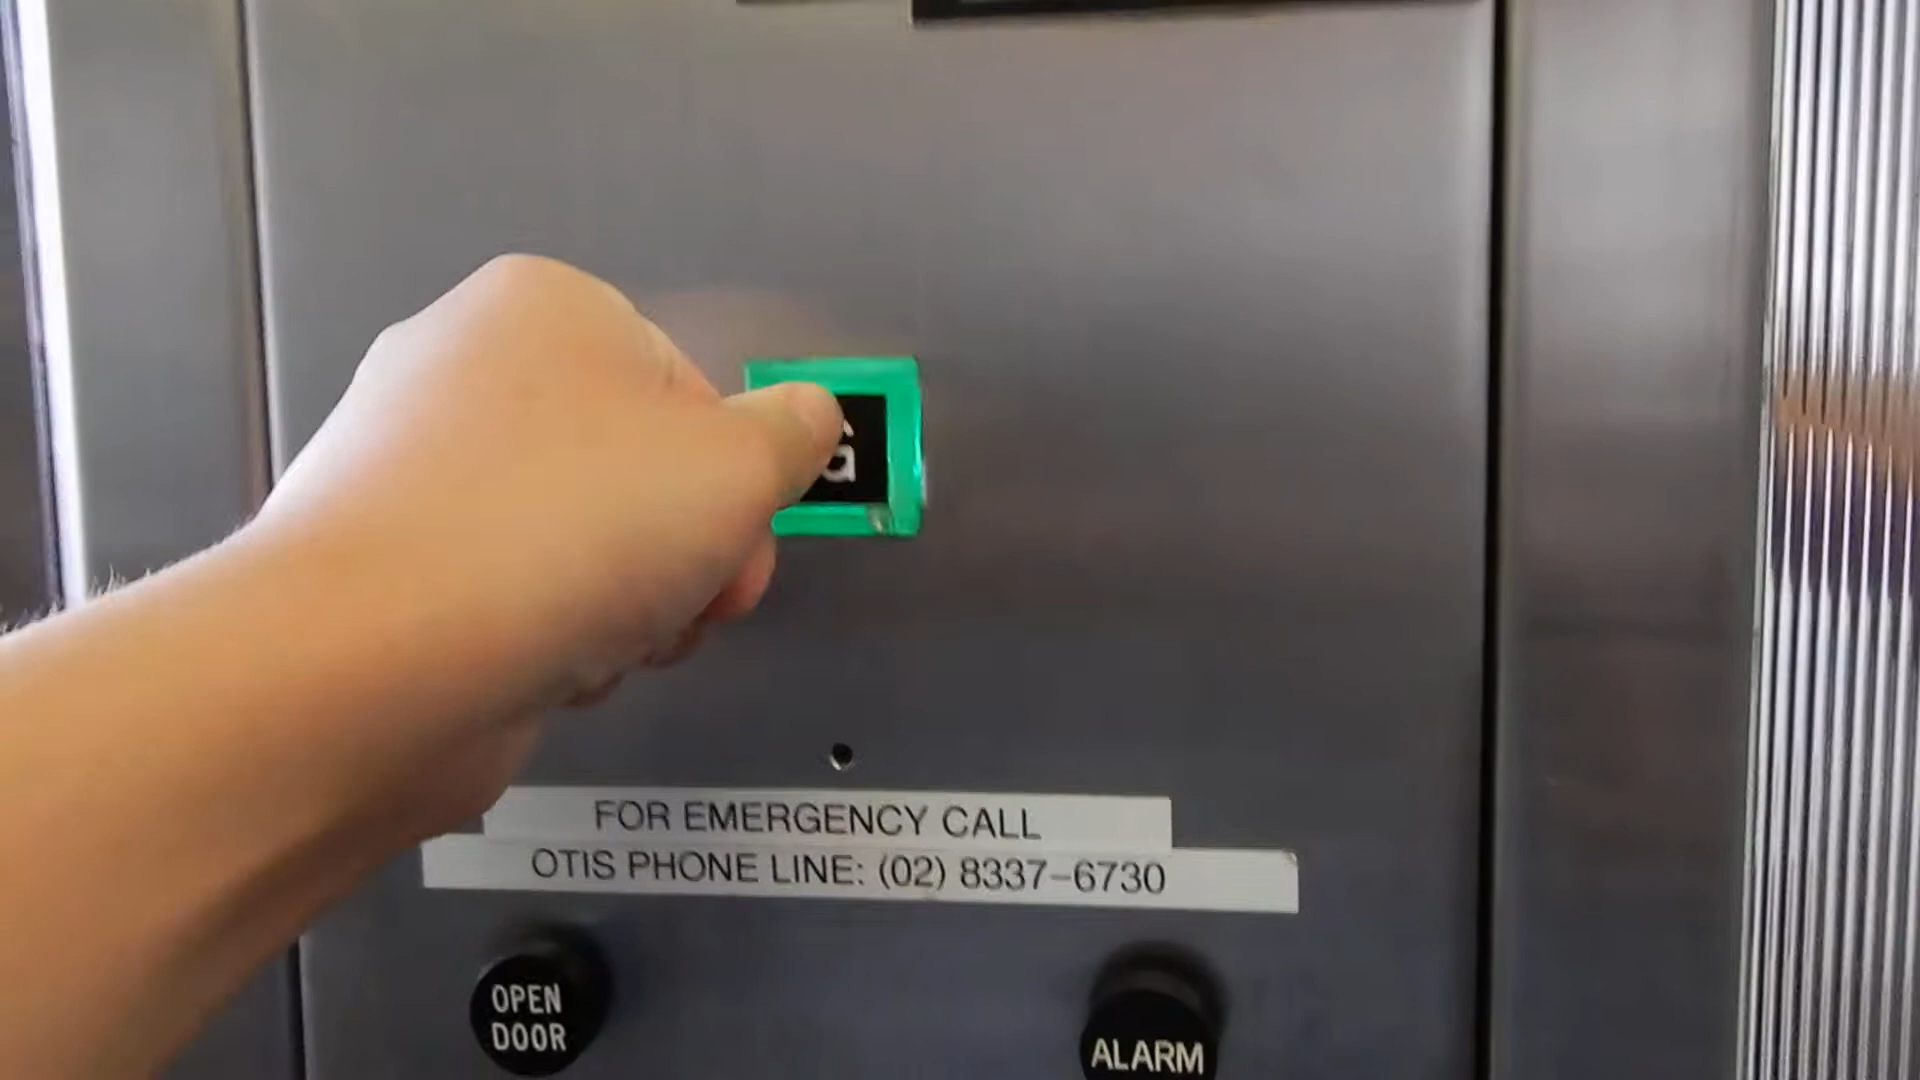 G
FOR EMERGENCY CALL
OTIS PHONE LINE: (02) 8337-6730
OPEN
DOOR
ALARM